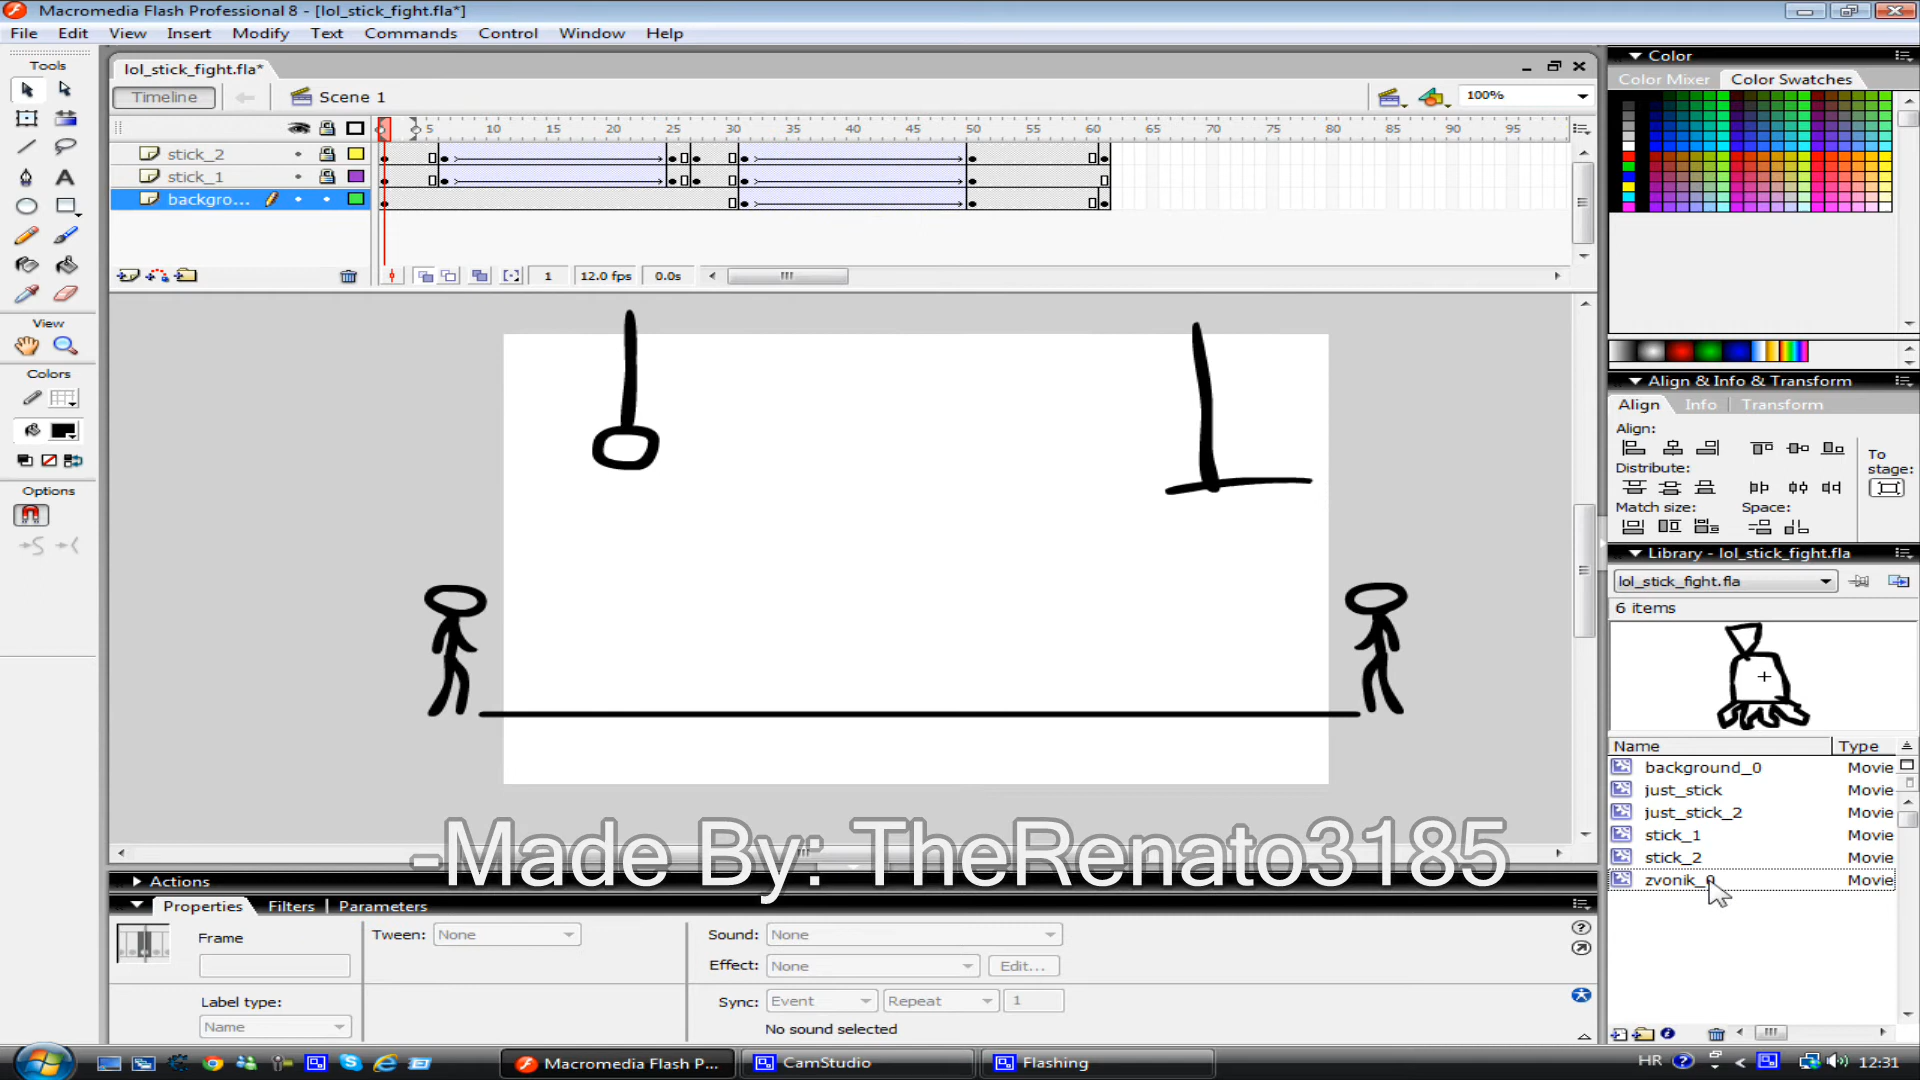 Macromedia Flash Professional 8 - [lol_stick_fight.fla*]
File Edit View Insert Modify Text Commands Control Window Help
Tools
lol_stick_fight.fla*
Timeline
Scene 1
100%
5 10 15 20 25 30 35 40 45 50 55 60 65 70 75 80 85 90 95
stick_2
stick_1
backgro...
1 12.0 fps 0.0s
View
Colors
Options
Color
Color Mixer Color Swatches
Align & Info & Transform
Align Info Transform
Align:
To stage:
Distribute:
Match size: Space:
Library - lol_stick_fight.fla
lol_stick_fight.fla
6 items
Name Type
background_0 Movie
just_stick Movie
just_stick_2 Movie
stick_1 Movie
stick_2 Movie
zvonik_0 Movie
-Made By: TheRenato3185
Actions
Properties Filters Parameters
Frame
Tween: None
Sound: None
Effect: None Edit...
Label type:
Name
Sync: Event Repeat 1
No sound selected
Macromedia Flash P...
CamStudio
Flashing
HR
12:31